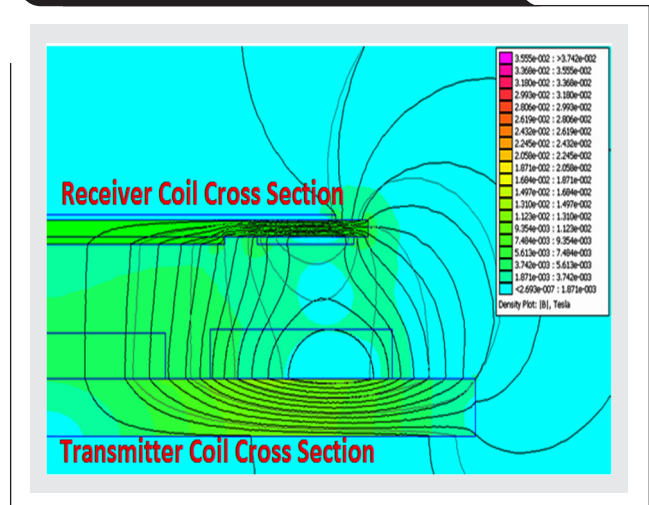 3.555e-002 : >3.742e-002
3.368e-002 : 3.555e-002
3.180e-002 : 3.368e-002
2.993e-002 : 3.180e-002
2.806e-002 : 2.993e-002
2.619e-002 : 2.806e-002
2.432e-002 : 2.619e-002
2.245e-002 : 2.432e-002
2.058e-002 : 2.245e-002
1.871e-002 : 2.058e-002
1.684e-002 : 1.871e-002
1.497e-002 : 1.684e-002
1.310e-002 : 1.497e-002
1.123e-002 : 1.310e-002
9.354e-003 : 1.123e-002
7.484e-003 : 9.354e-003
5.613e-003 : 7.484e-003
3.742e-003 : 5.613e-003
1.871e-003 : 3.742e-003
<2.693e-007 : 1.871e-003
Density Plot: |B|, Tesla
Receiver Coil Cross Section
Transmitter Coil Cross Section